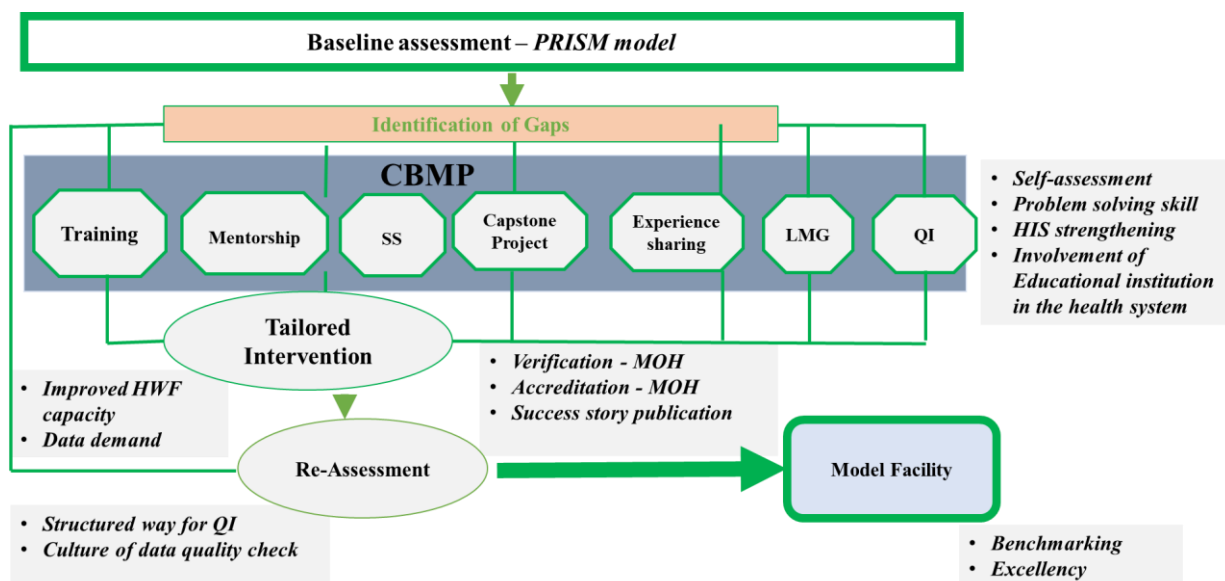 Baseline assessment – PRISM model
Identification of Gaps
CBMP
Training
Mentorship
SS
Capstone
Project
Experience
sharing
LMG
QI
• Self-assessment
• Problem solving skill
• HIS strengthening
• Involvement of
Educational institution
in the health system
Tailored
Intervention
• Improved HWF
capacity
• Data demand
• Verification - MOH
• Accreditation - MOH
• Success story publication
Re-Assessment
Model Facility
• Structured way for QI
• Culture of data quality check
• Benchmarking
• Excellency